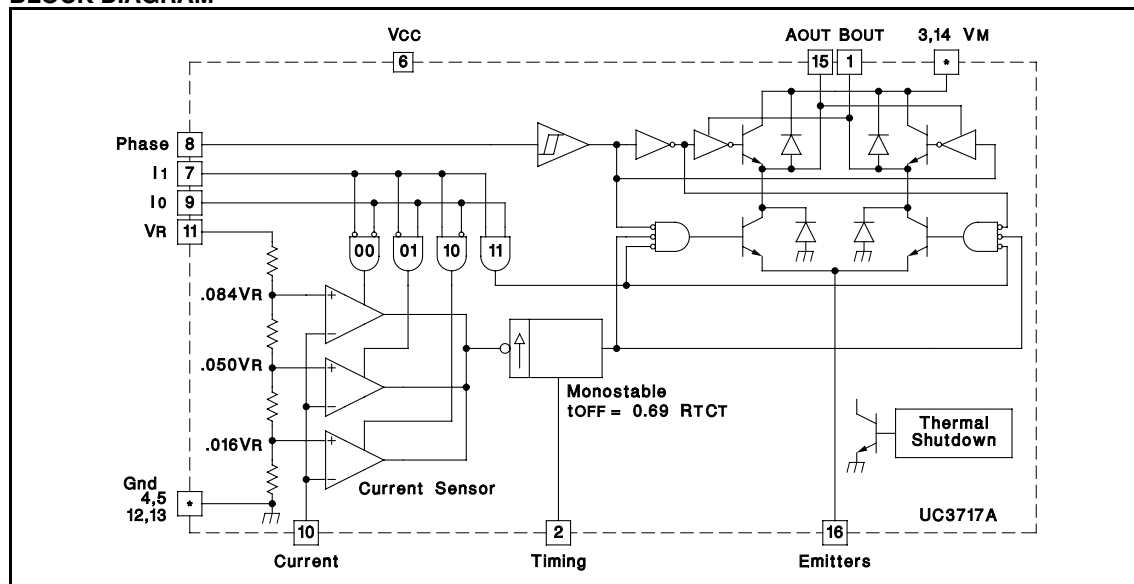 BLOCK DIAGRAM
VCC
6
AOUT BOUT
15 1
3,14 VM
*
Phase 8
I1 7
I0 9
VR 11
00 01 10 11
.084VR
+
−
.050VR
+
−
.016VR
+
−
Monostable
tOFF = 0.69 RTCT
Thermal
Shutdown
Current Sensor
Gnd
4,5
12,13
*
UC3717A
10
Current
2
Timing
16
Emitters